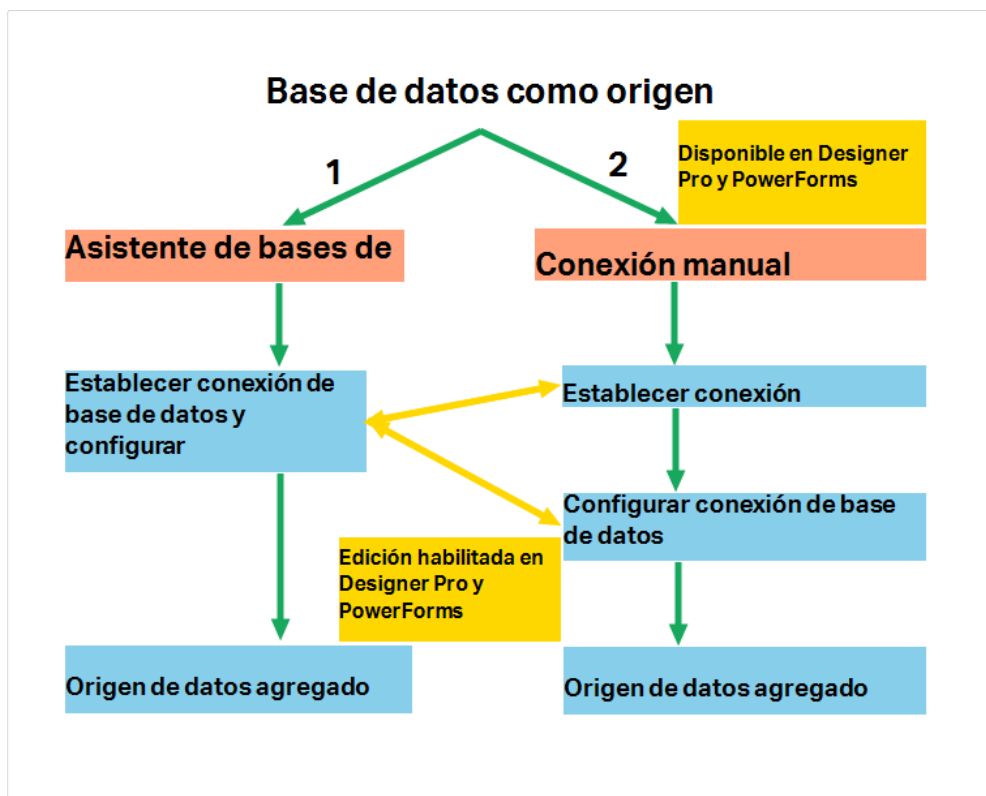 Base de datos como origen
1
2
Disponible en Designer
Pro y PowerForms
Asistente de bases de
Conexión manual
Establecer conexión de
base de datos y
configurar
Establecer conexión
Configurar conexión de base
de datos
Edición habilitada en
Designer Pro y
PowerForms
Origen de datos agregado
Origen de datos agregado